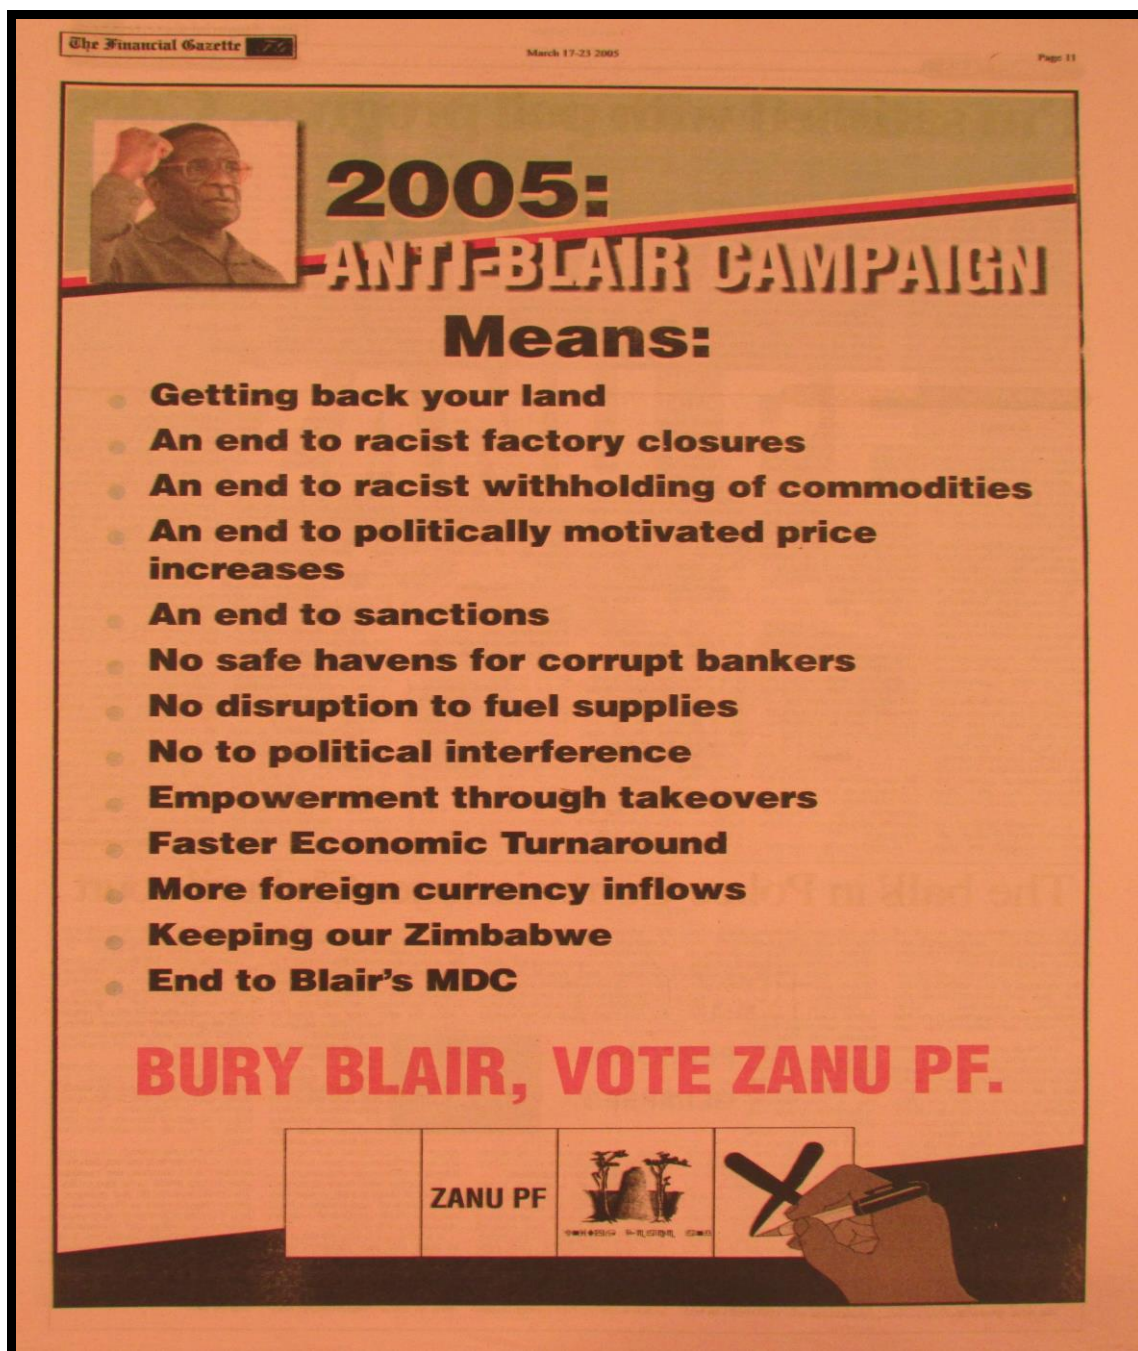 The Financial Gazette
March 17-23 2005
Page 11
2005:
ANTI-BLAIR CAMPAIGN
Means:
Getting back your land
An end to racist factory closures
An end to racist withholding of commodities
An end to politically motivated price
increases
An end to sanctions
No safe havens for corrupt bankers
No disruption to fuel supplies
No to political interference
Empowerment through takeovers
Faster Economic Turnaround
More foreign currency inflows
Keeping our Zimbabwe
End to Blair's MDC
BURY BLAIR, VOTE ZANU PF.
ZANU PF